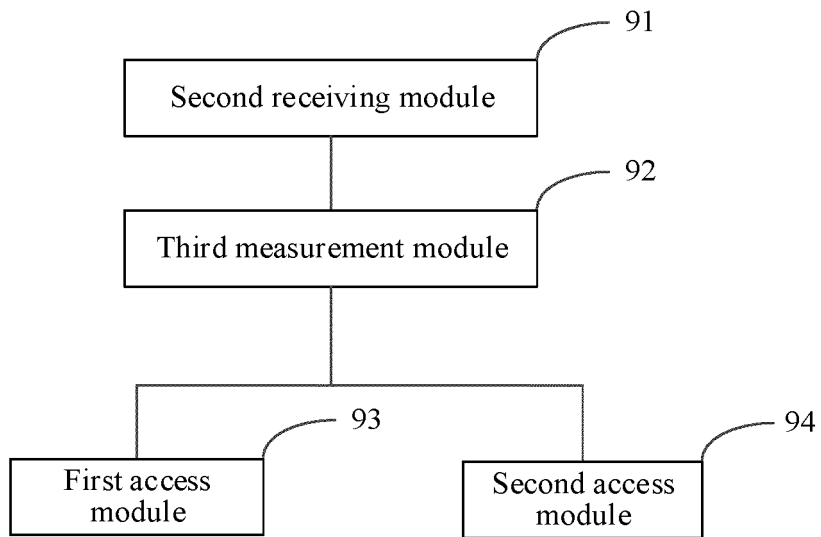 91
Second receiving module
92
Third measurement module
93
First access
module
94
Second access
module